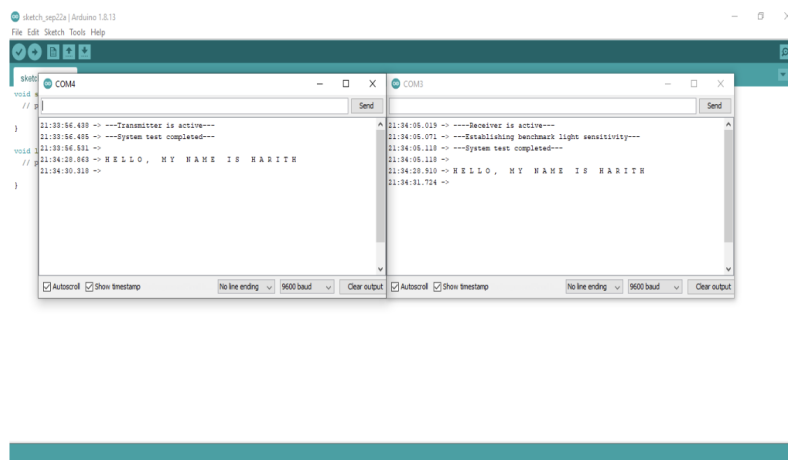 sketch_sep22a | Arduino 1.8.13
File Edit Sketch Tools Help
sketc
void s
// p
}
void l
// p
}
COM4
Send
21:33:56.438 -> ---Transmitter is active---
21:33:56.485 -> ---System test completed---
21:33:56.531 ->
21:34:28.863 -> H E L L O ,   M Y   N A M E   I S   H A R I T H
21:34:30.318 ->
Autoscroll Show timestamp No line ending 9600 baud Clear output
COM3
Send
21:34:05.019 -> ----Receiver is active---
21:34:05.071 -> ---Establishing benchmark light sensitivity---
21:34:05.118 -> ---System test completed---
21:34:05.118 ->
21:34:28.910 -> H E L L O ,   M Y   N A M E   I S   H A R I T H
21:34:31.724 ->
Autoscroll Show timestamp No line ending 9600 baud Clear output